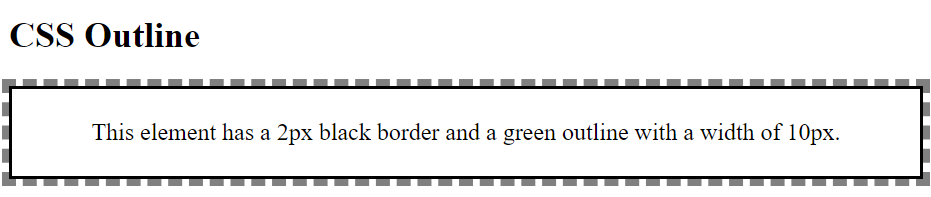 CSS Outline
This element has a 2px black border and a green outline with a width of 10px.